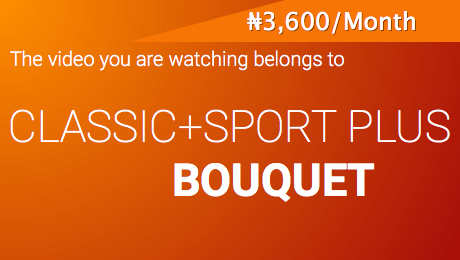 ₦3,600/Month
The video you are watching belongs to
CLASSIC+SPORT PLUS
BOUQUET